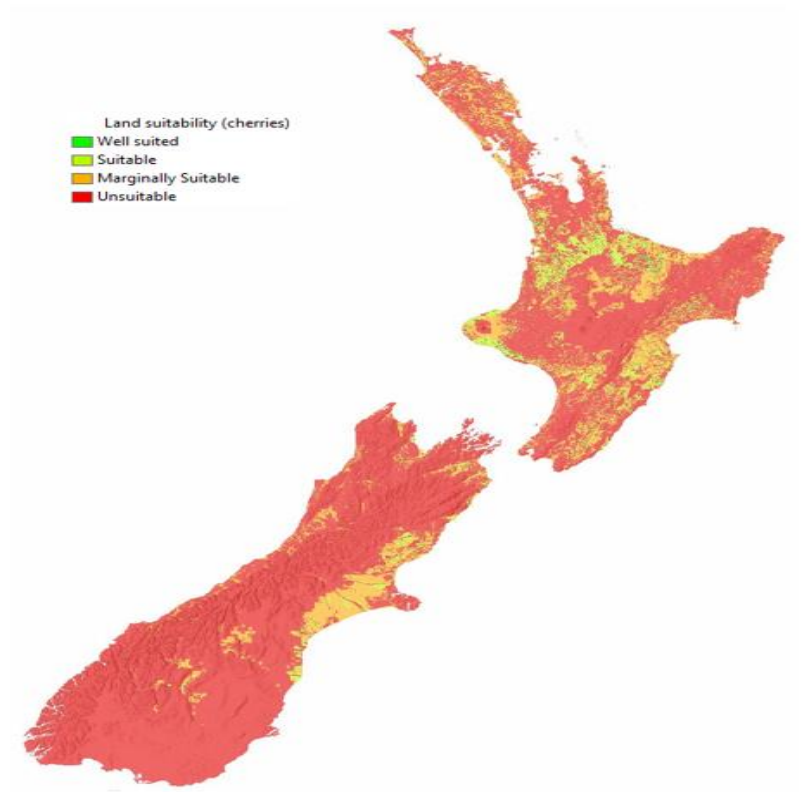 Land suitability (cherries)
Well suited
Suitable
Marginally Suitable
Unsuitable